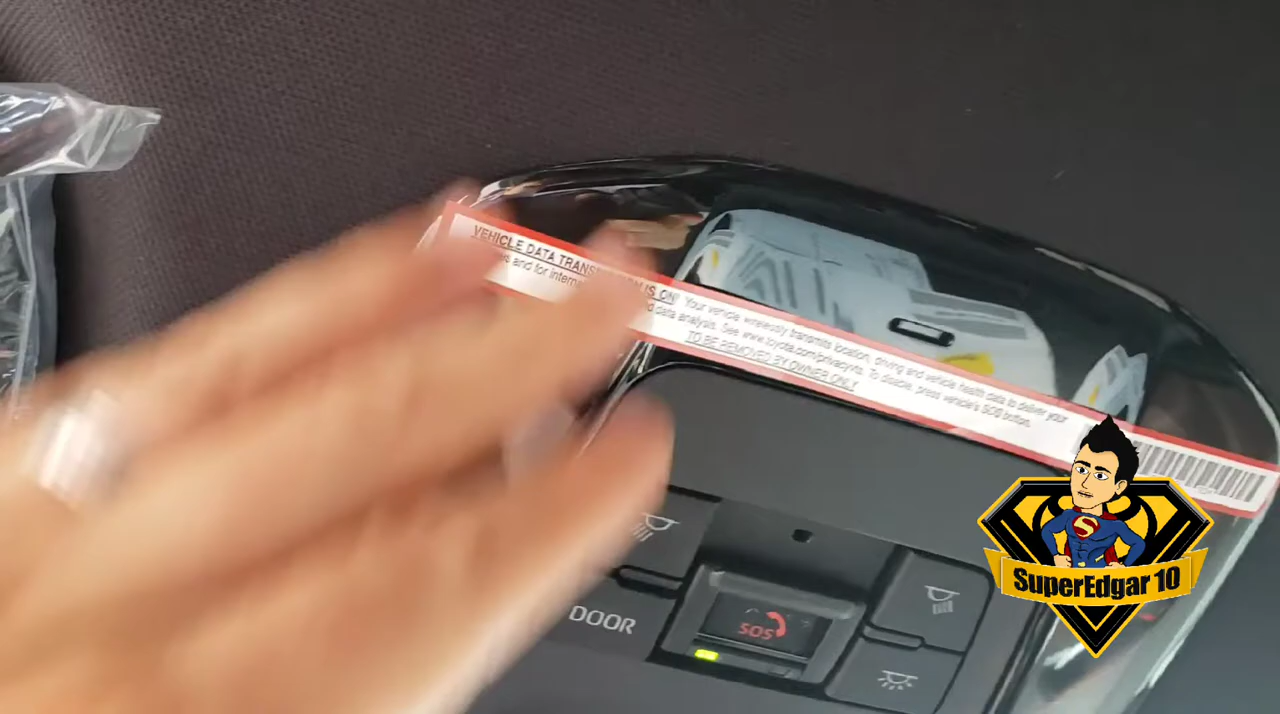 VEHICLE DATA TRANS ON IS ON! Your vehicle wirelessly transmits location, driving and vehicle health data to deliver your
s and for intern d data analysis. See www.toyota.com/privacyvts. To disable, press vehicle's SOS button.
TO BE REMOVED BY OWNER ONLY
DOOR
SOS
S
SuperEdgar 10